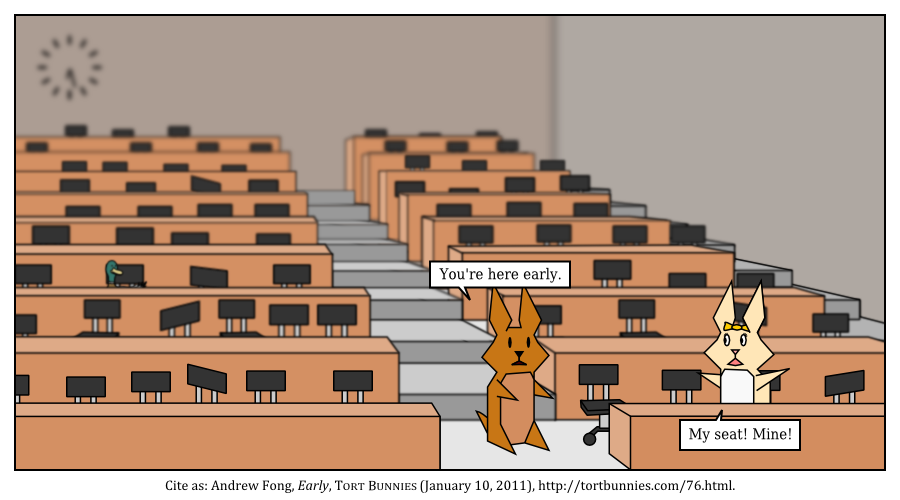 You're here early.
My seat! Mine!
Cite as: Andrew Fong, Early, TORT BUNNIES (January 10, 2011), http://tortbunnies.com/76.html.